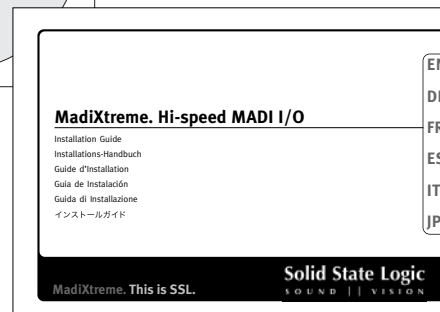 MadiXtreme. Hi-speed MADI I/O
Installation Guide
Installations-Handbuch
Guide d'Installation
Guia de Instalación
Guida di Installazione
インストールガイド
EN
DE
FR
ES
IT
JP
MadiXtreme. This is SSL.
Solid State Logic
SOUND || VISION